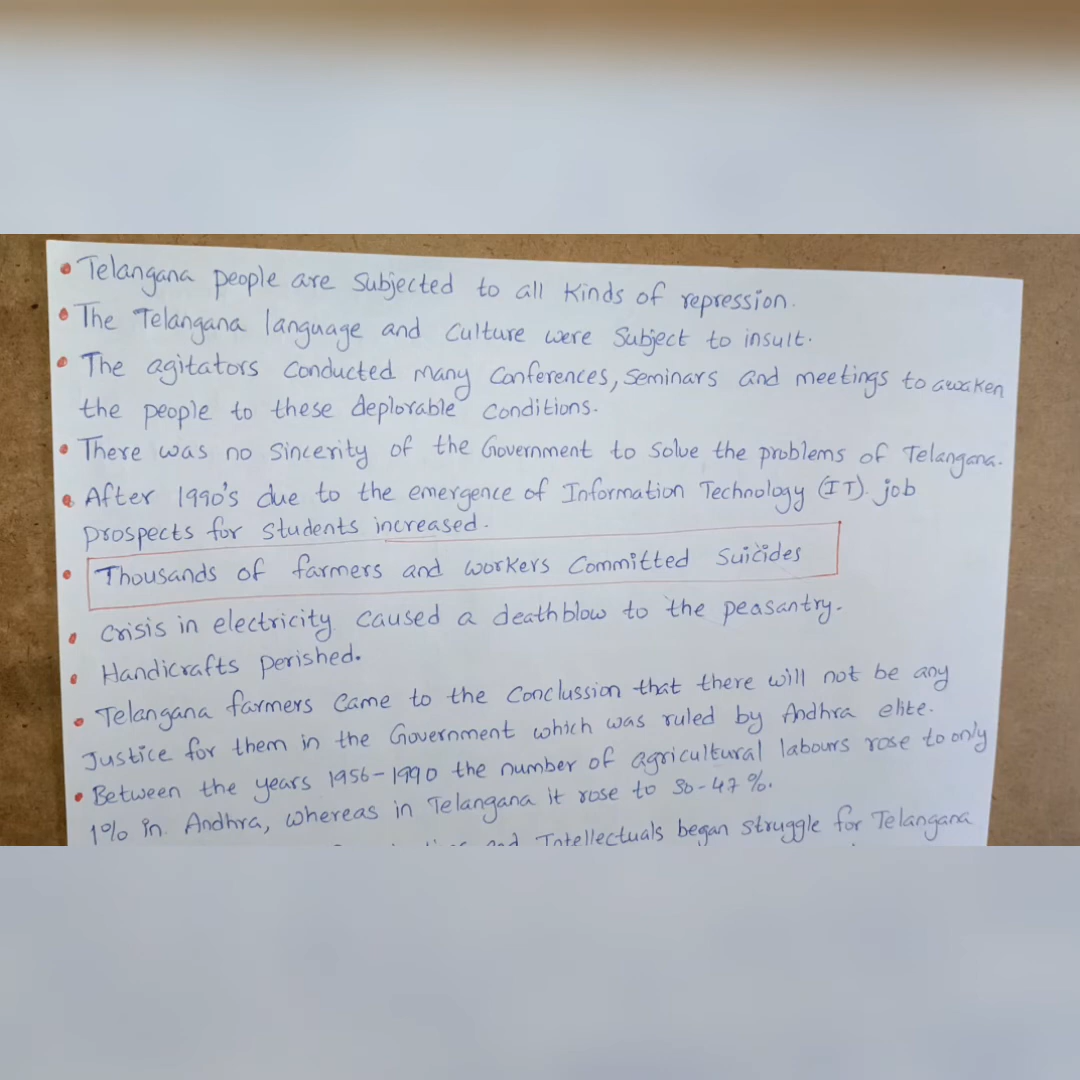 • Telangana people are subjected to all kinds of repression.
• The Telangana language and culture were subject to insult.
• The agitators conducted many conferences, seminars and meetings to awaken
the people to these deplorable conditions.
• There was no sincerity of the Government to solve the problems of Telangana.
• After 1990's due to the emergence of Information Technology (IT). job
prospects for students increased.
• Thousands of farmers and workers committed suicides
• Crisis in electricity caused a deathblow to the peasantry.
• Handicrafts perished.
• Telangana farmers came to the conclussion that there will not be any
Justice for them in the Government which was ruled by Andhra elite.
• Between the years 1956-1990 the number of agricultural labours rose to only
1% in Andhra, whereas in Telangana it rose to 30-47%.
and Intellectuals began struggle for Telangana